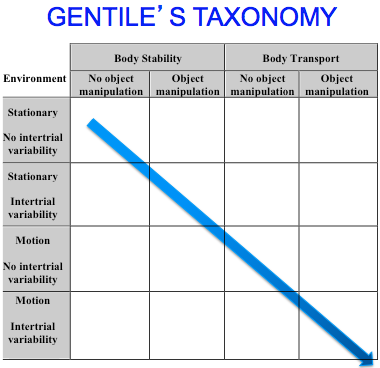 GENTILE’S TAXONOMY
Body Stability Body Transport
Environment No object Object No object Object
manipulation manipulation manipulation manipulation
Stationary
No intertrial
variability
Stationary
Intertrial
variability
Motion
No intertrial
variability
Motion
Intertrial
variability